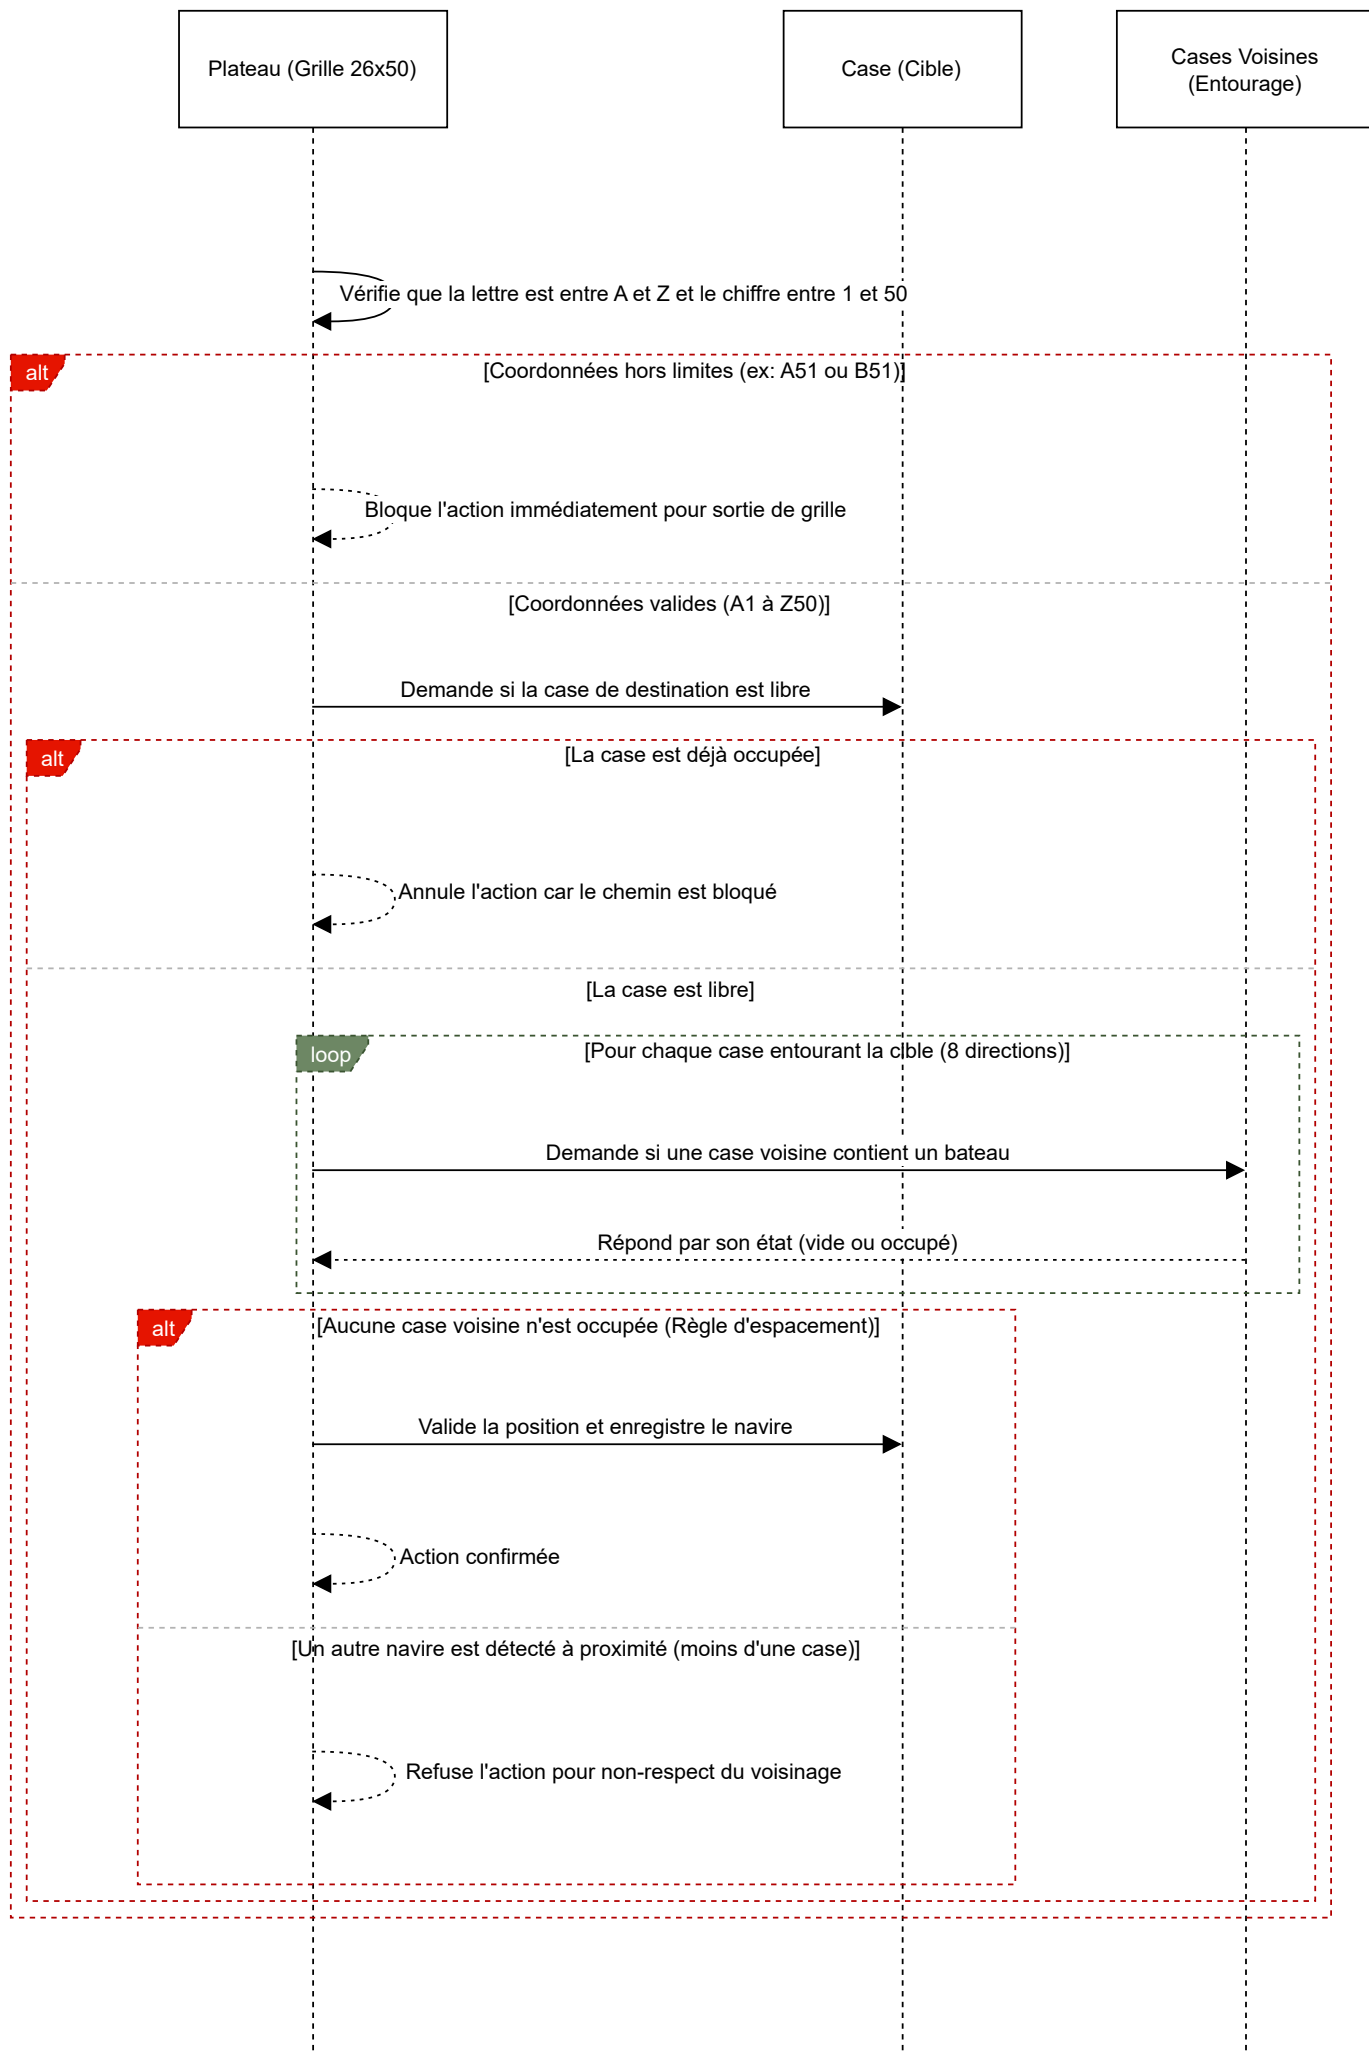 Plateau (Grille 26x50)
Case (Cible)
Cases Voisines
(Entourage)
Vérifie que la lettre est entre A et Z et le chiffre entre 1 et 50
alt
[Coordonnées hors limites (ex: A51 ou B51)]
Bloque l'action immédiatement pour sortie de grille
[Coordonnées valides (A1 à Z50)]
Demande si la case de destination est libre
alt
[La case est déjà occupée]
Annule l'action car le chemin est bloqué
[La case est libre]
loop
[Pour chaque case entourant la cible (8 directions)]
Demande si une case voisine contient un bateau
Répond par son état (vide ou occupé)
alt
[Aucune case voisine n'est occupée (Règle d'espacement)]
Valide la position et enregistre le navire
Action confirmée
[Un autre navire est détecté à proximité (moins d'une case)]
Refuse l'action pour non-respect du voisinage